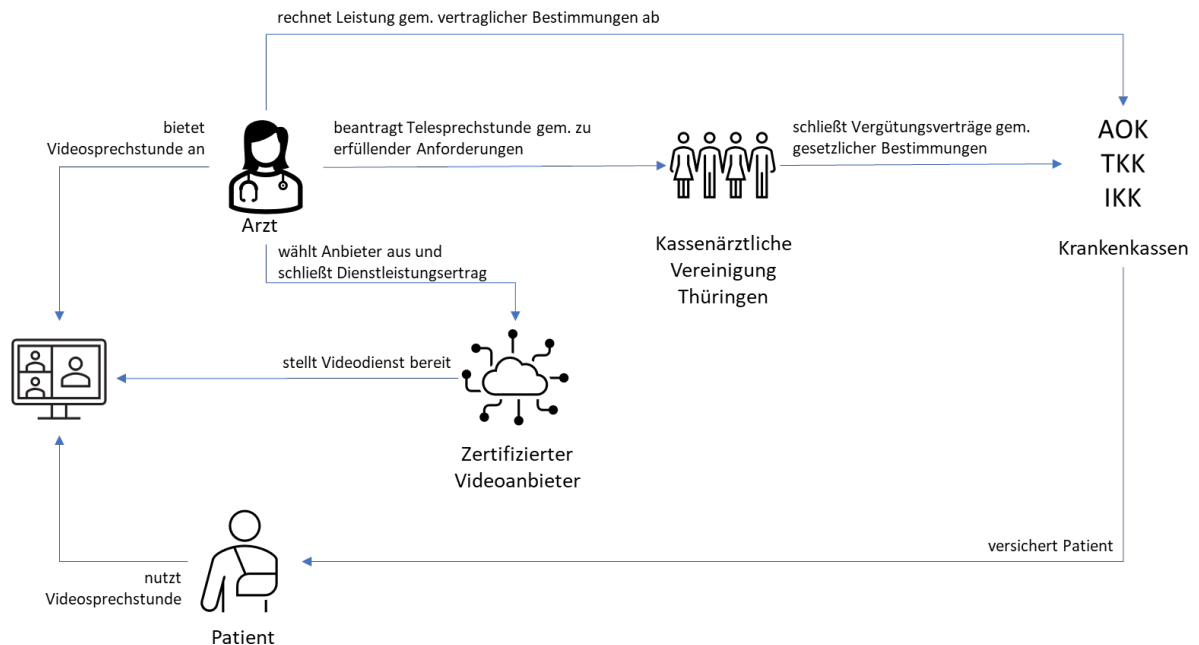 rechnet Leistung gem. vertraglicher Bestimmungen ab
bietet
Videosprechstunde an
beantragt Telesprechstunde gem. zu
erfüllender Anforderungen
schließt Vergütungsverträge gem.
gesetzlicher Bestimmungen
AOK
TKK
IKK
Arzt
Kassenärztliche
Vereinigung
Thüringen
Krankenkassen
wählt Anbieter aus und
schließt Dienstleistungsertrag
stellt Videodienst bereit
Zertifizierter
Videoanbieter
versichert Patient
nutzt
Videosprechstunde
Patient